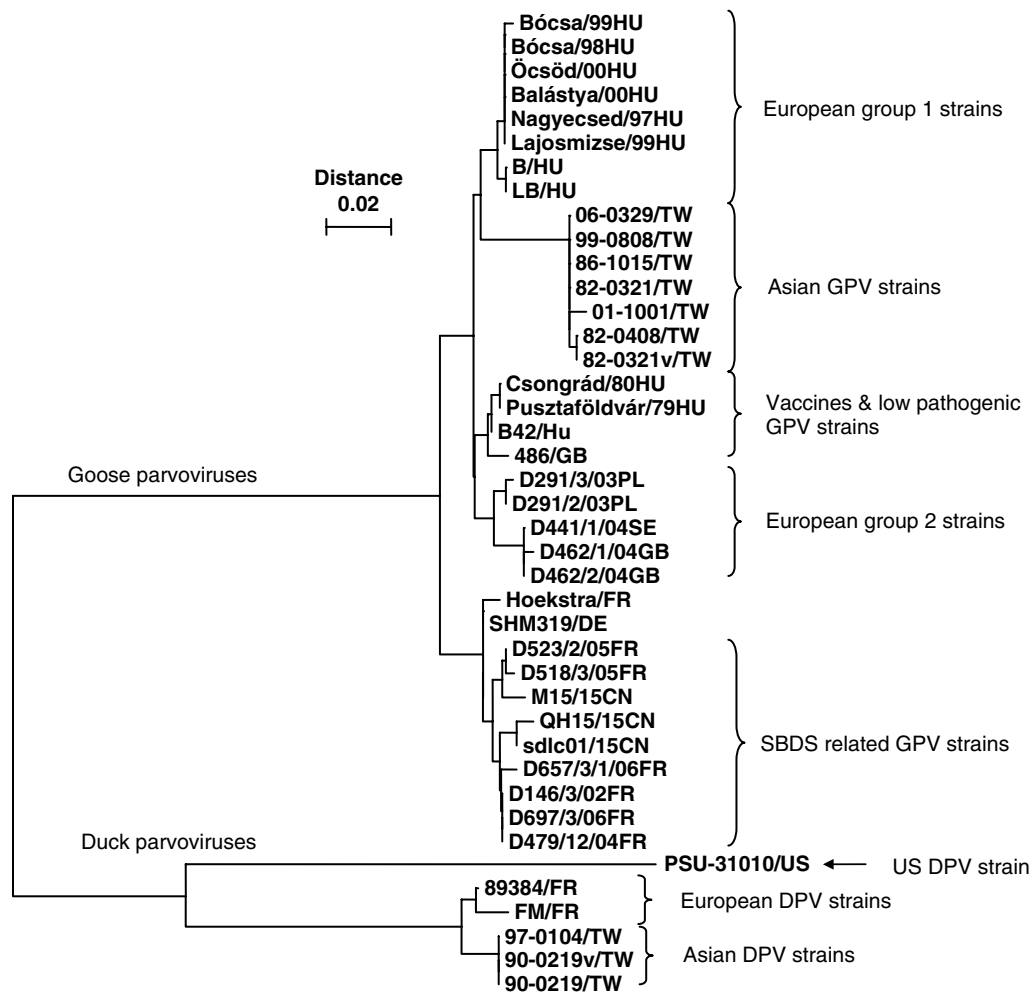 Bócsa/99HU
Bócsa/98HU
Öcsöd/00HU
Balástya/00HU
Nagyecsed/97HU
Lajosmizse/99HU
B/HU
LB/HU
European group 1 strains
Distance
0.02
06-0329/TW
99-0808/TW
86-1015/TW
82-0321/TW
01-1001/TW
82-0408/TW
82-0321v/TW
Asian GPV strains
Csongrád/80HU
Pusztaföldvár/79HU
B42/Hu
486/GB
Vaccines & low pathogenic
GPV strains
Goose parvoviruses
D291/3/03PL
D291/2/03PL
D441/1/04SE
D462/1/04GB
D462/2/04GB
European group 2 strains
Hoekstra/FR
SHM319/DE
D523/2/05FR
D518/3/05FR
M15/15CN
QH15/15CN
sdlc01/15CN
D657/3/1/06FR
D146/3/02FR
D697/3/06FR
D479/12/04FR
SBDS related GPV strains
Duck parvoviruses
PSU-31010/US
US DPV strain
89384/FR
FM/FR
European DPV strains
97-0104/TW
90-0219v/TW
90-0219/TW
Asian DPV strains